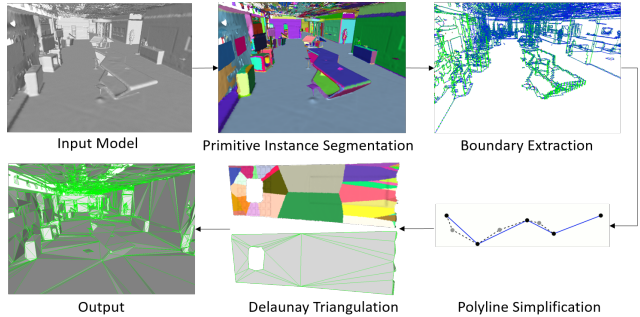 Input Model
Primitive Instance Segmentation
Boundary Extraction
Output
Delaunay Triangulation
Polyline Simplification